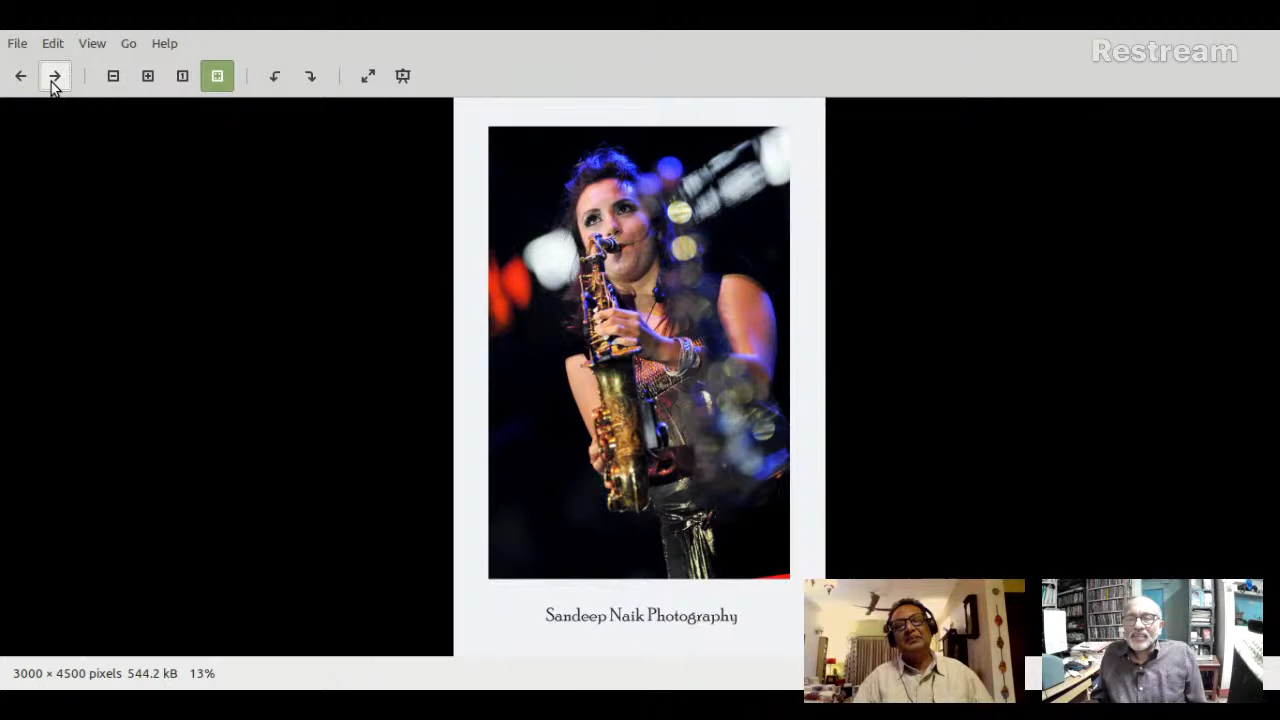 Restream
File Edit View Go Help
Sandeep Naik Photography
3000 × 4500 pixels 544.2 kB 13%